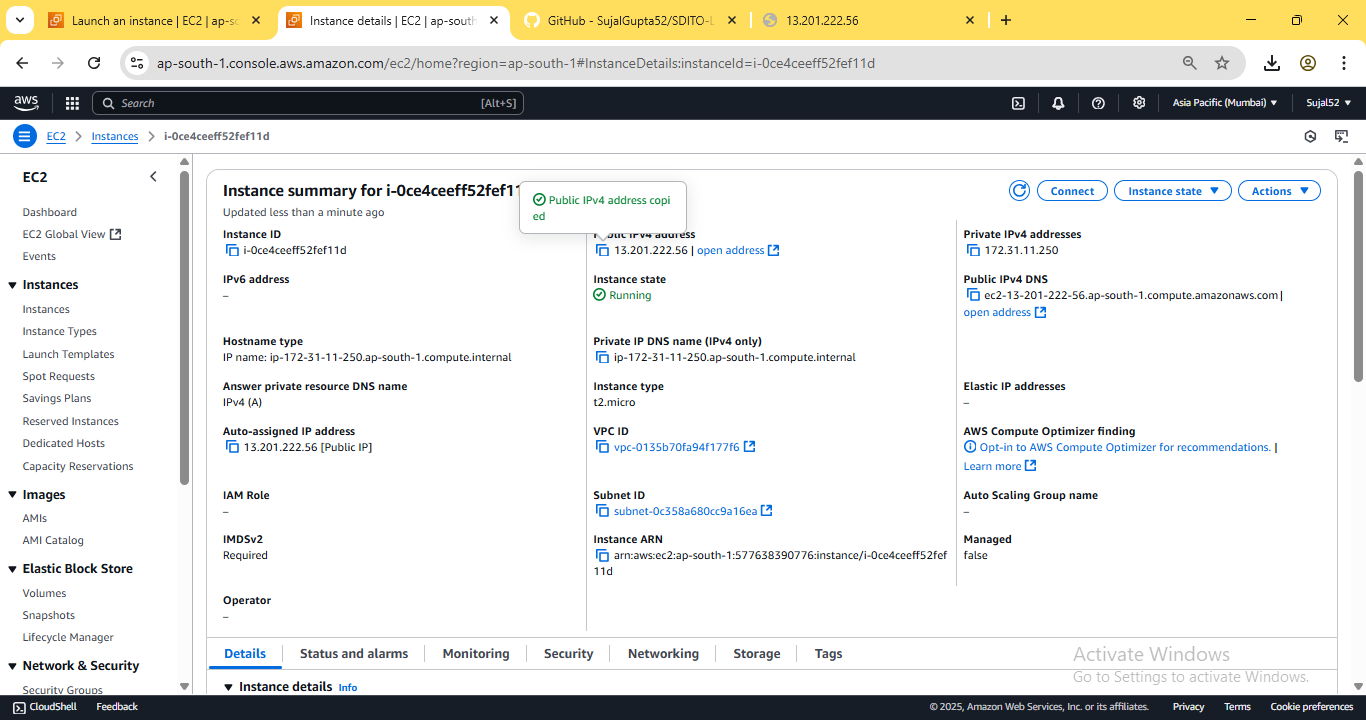 Launch an instance | EC2 | ap-sc
Instance details | EC2 | ap-south
GitHub - SujalGupta52/SDITO-L
13.201.222.56
ap-south-1.console.aws.amazon.com/ec2/home?region=ap-south-1#InstanceDetails:instanceId=i-0ce4ceeff52fef11d
aws
Search
[Alt+S]
Asia Pacific (Mumbai)
Sujal52
EC2
Instances
i-0ce4ceeff52fef11d
EC2
Dashboard
EC2 Global View
Events
Instances
Instances
Instance Types
Launch Templates
Spot Requests
Savings Plans
Reserved Instances
Dedicated Hosts
Capacity Reservations
Images
AMIs
AMI Catalog
Elastic Block Store
Volumes
Snapshots
Lifecycle Manager
Network & Security
Security Groups
Instance summary for i-0ce4ceeff52fef11
Updated less than a minute ago
Connect
Instance state
Actions
Public IPv4 address copi
ed
Instance ID
i-0ce4ceeff52fef11d
Public IPv4 address
13.201.222.56 | open address
Private IPv4 addresses
172.31.11.250
IPv6 address
–
Instance state
Running
Public IPv4 DNS
ec2-13-201-222-56.ap-south-1.compute.amazonaws.com |
open address
Hostname type
IP name: ip-172-31-11-250.ap-south-1.compute.internal
Private IP DNS name (IPv4 only)
ip-172-31-11-250.ap-south-1.compute.internal
Answer private resource DNS name
IPv4 (A)
Instance type
t2.micro
Elastic IP addresses
–
Auto-assigned IP address
13.201.222.56 [Public IP]
VPC ID
vpc-0135b70fa94f177f6
AWS Compute Optimizer finding
Opt-in to AWS Compute Optimizer for recommendations. |
Learn more
IAM Role
–
Subnet ID
subnet-0c358a680cc9a16ea
Auto Scaling Group name
–
IMDSv2
Required
Instance ARN
arn:aws:ec2:ap-south-1:577638390776:instance/i-0ce4ceeff52fef
11d
Managed
false
Operator
–
Details
Status and alarms
Monitoring
Security
Networking
Storage
Tags
Instance details Info
Activate Windows
Go to Settings to activate Windows.
CloudShell
Feedback
© 2025, Amazon Web Services, Inc. or its affiliates.
Privacy
Terms
Cookie preferences